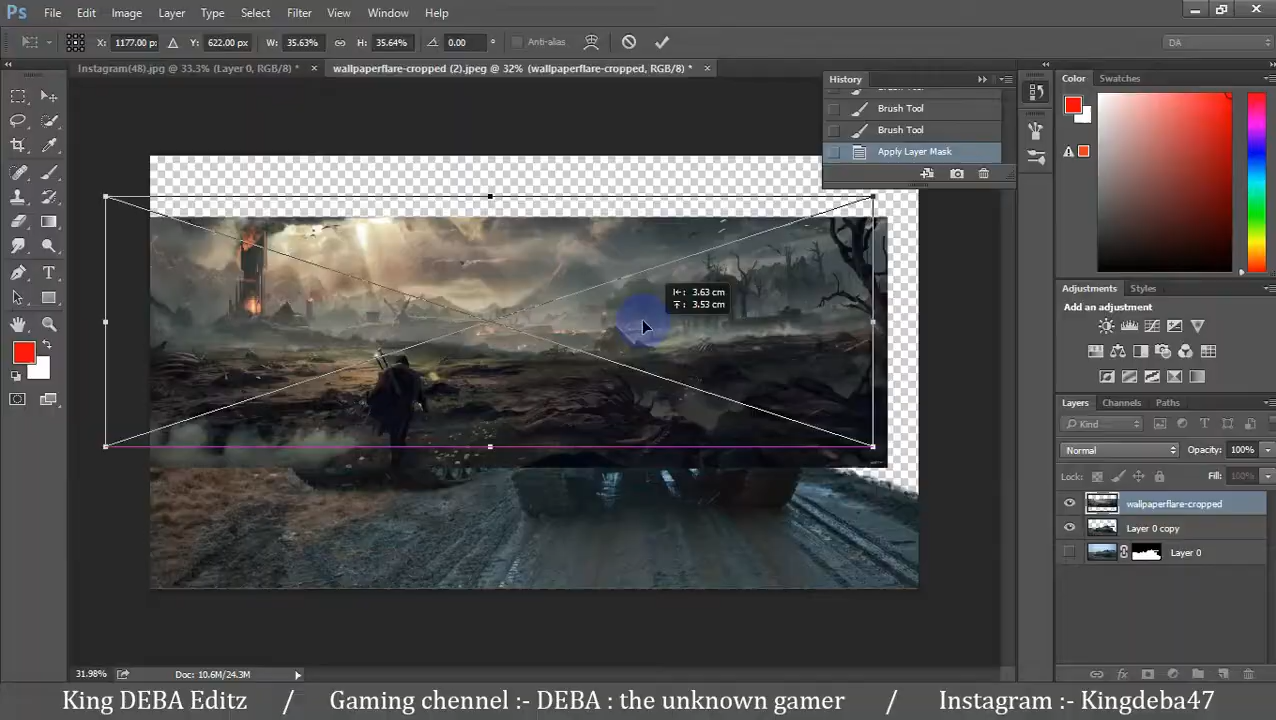 Ps File Edit Image Layer Type Select Filter View Window Help
X: 1177.00 px Y: 622.00 px W: 35.63% H: 35.64% 0.00 ° Anti-alias DA
Instagram(48).jpg @ 33.3% (Layer 0, RGB/8) * × wallpaperflare-cropped (2).jpeg @ 32% (wallpaperflare-cropped, RGB/8) * ×
History
Brush Tool
Brush Tool
Apply Layer Mask
Color Swatches
3.63 cm
3.53 cm
Adjustments Styles
Add an adjustment
Layers Channels Paths
Kind
Normal Opacity: 100%
Lock: Fill: 100%
wallpaperflare-cropped
Layer 0 copy
Layer 0
31.98% Doc: 10.6M/24.3M
King DEBA Editz / Gaming chennel :- DEBA : the unknown gamer / Instagram :- Kingdeba47